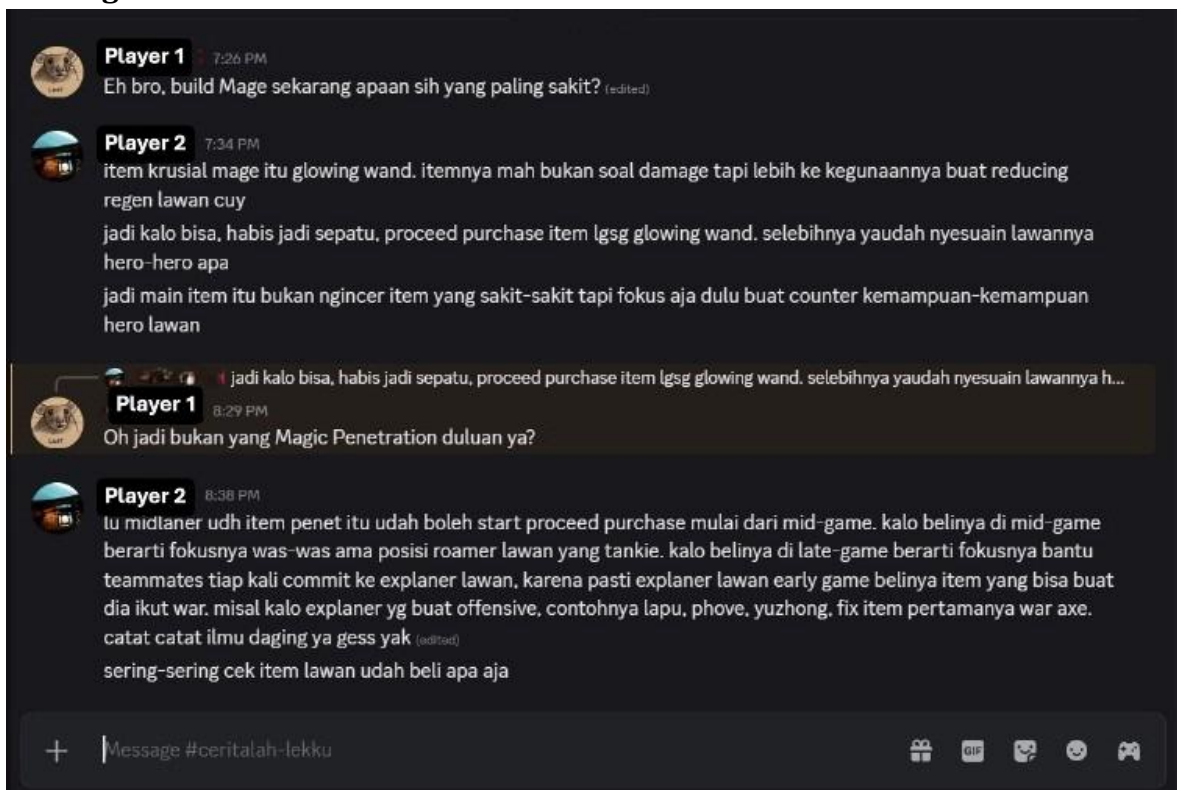 Player 1 7:26 PM
Eh bro, build Mage sekarang apaan sih yang paling sakit? (edited)
Player 2 7:34 PM
item krusial mage itu glowing wand. itemnya mah bukan soal damage tapi lebih ke kegunaannya buat reducing
regen lawan cuy
jadi kalo bisa, habis jadi sepatu, proceed purchase item lgsg glowing wand. selebihnya yaudah nyesuain lawannya
hero-hero apa
jadi main item itu bukan ngincer item yang sakit-sakit tapi fokus aja dulu buat counter kemampuan-kemampuan
hero lawan
jadi kalo bisa, habis jadi sepatu, proceed purchase item lgsg glowing wand. selebihnya yaudah nyesuain lawannya h...
Player 1 8:29 PM
Oh jadi bukan yang Magic Penetration duluan ya?
Player 2 8:38 PM
lu midlaner udh item penet itu udah boleh start proceed purchase mulai dari mid-game. kalo belinya di mid-game
berarti fokusnya was-was ama posisi roamer lawan yang tankie. kalo belinya di late-game berarti fokusnya bantu
teammates tiap kali commit ke explaner lawan, karena pasti explaner lawan early game belinya item yang bisa buat
dia ikut war. misal kalo explaner yg buat offensive, contohnya lapu, phove, yuzhong, fix item pertamanya war axe.
catat catat ilmu daging ya gess yak (edited)
sering-sering cek item lawan udah beli apa aja
Message #ceritalah-lekku
GIF